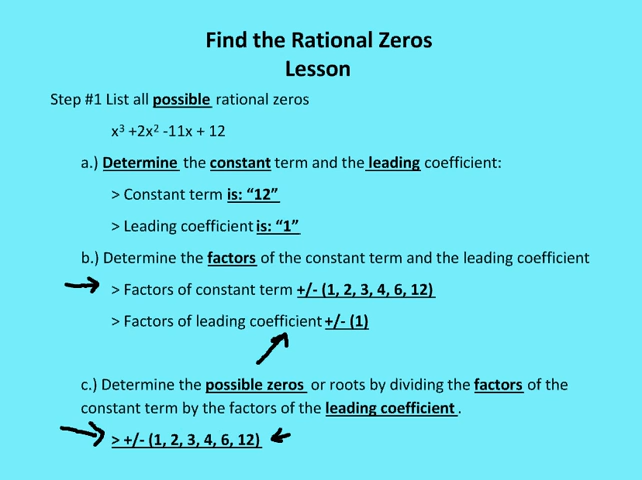 Find the Rational Zeros
Lesson
Step #1 List all possible rational zeros
x³ +2x² -11x + 12
a.) Determine the constant term and the leading coefficient:
> Constant term is: “12”
> Leading coefficient is: “1”
b.) Determine the factors of the constant term and the leading coefficient
> Factors of constant term +/- (1, 2, 3, 4, 6, 12)
> Factors of leading coefficient +/- (1)
c.) Determine the possible zeros or roots by dividing the factors of the
constant term by the factors of the leading coefficient .
> +/- (1, 2, 3, 4, 6, 12)